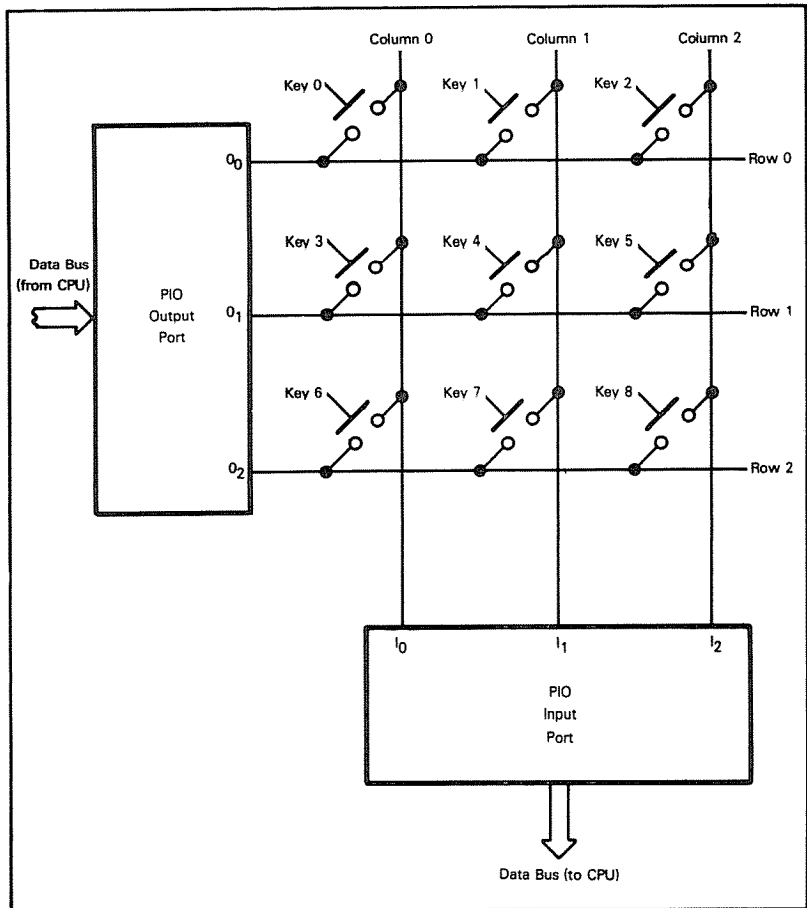 Column 0 Column 1 Column 2
Key 0 Key 1 Key 2
O0 Row 0
Key 3 Key 4 Key 5
Data Bus
(from CPU)
PIO
Output
Port
O1 Row 1
Key 6 Key 7 Key 8
O2 Row 2
I0 I1 I2
PIO
Input
Port
Data Bus (to CPU)